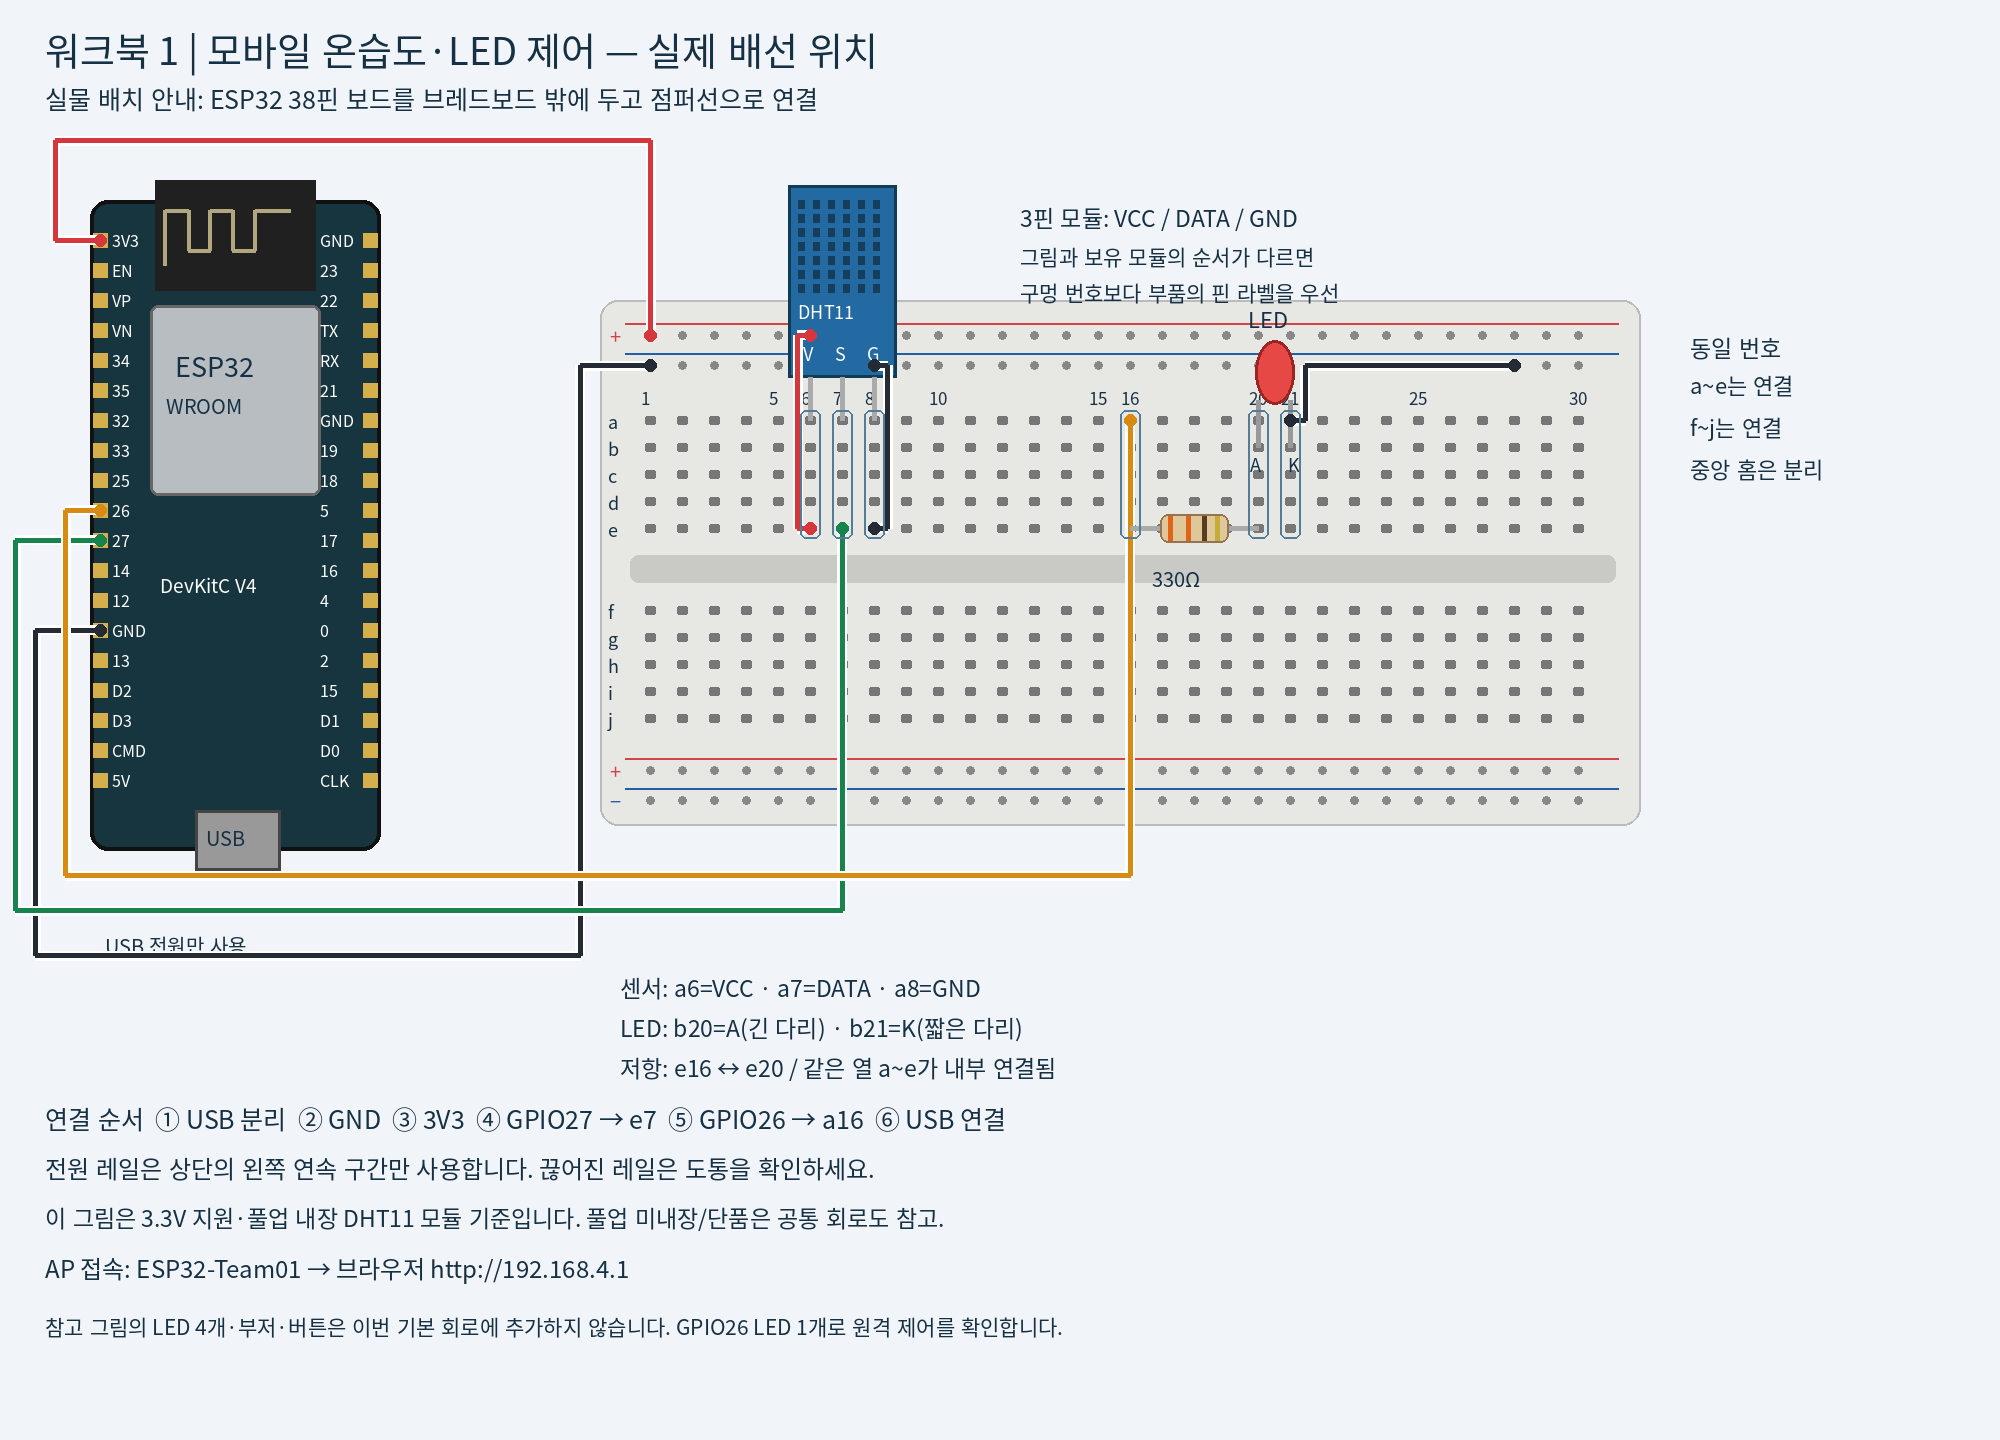 워크북 1 | 모바일 온습도·LED 제어 — 실제 배선 위치
실물 배치 안내: ESP32 38핀 보드를 브레드보드 밖에 두고 점퍼선으로 연결
3V3
EN
VP
VN
34
35
32
33
25
26
27
14
12
GND
13
D2
D3
CMD
5V
ESP32
WROOM
DevKitC V4
USB
GND
23
22
TX
RX
21
GND
19
18
5
17
16
4
0
2
15
D1
D0
CLK
USB 전원만 사용
DHT11
V S G
3핀 모듈: VCC / DATA / GND
그림과 보유 모듈의 순서가 다르면
구멍 번호보다 부품의 핀 라벨을 우선
LED
+
1 5 6 7 8 10 15 16 20 21 25 30
a
b
c
d
e
A K
330Ω
f
g
h
i
j
+
−
동일 번호
a~e는 연결
f~j는 연결
중앙 홈은 분리
센서: a6=VCC · a7=DATA · a8=GND
LED: b20=A(긴 다리) · b21=K(짧은 다리)
저항: e16 ↔ e20 / 같은 열 a~e가 내부 연결됨
연결 순서 ① USB 분리 ② GND ③ 3V3 ④ GPIO27 → e7 ⑤ GPIO26 → a16 ⑥ USB 연결
전원 레일은 상단의 왼쪽 연속 구간만 사용합니다. 끊어진 레일은 도통을 확인하세요.
이 그림은 3.3V 지원·풀업 내장 DHT11 모듈 기준입니다. 풀업 미내장/단품은 공통 회로도 참고.
AP 접속: ESP32-Team01 → 브라우저 http://192.168.4.1
참고 그림의 LED 4개·부저·버튼은 이번 기본 회로에 추가하지 않습니다. GPIO26 LED 1개로 원격 제어를 확인합니다.